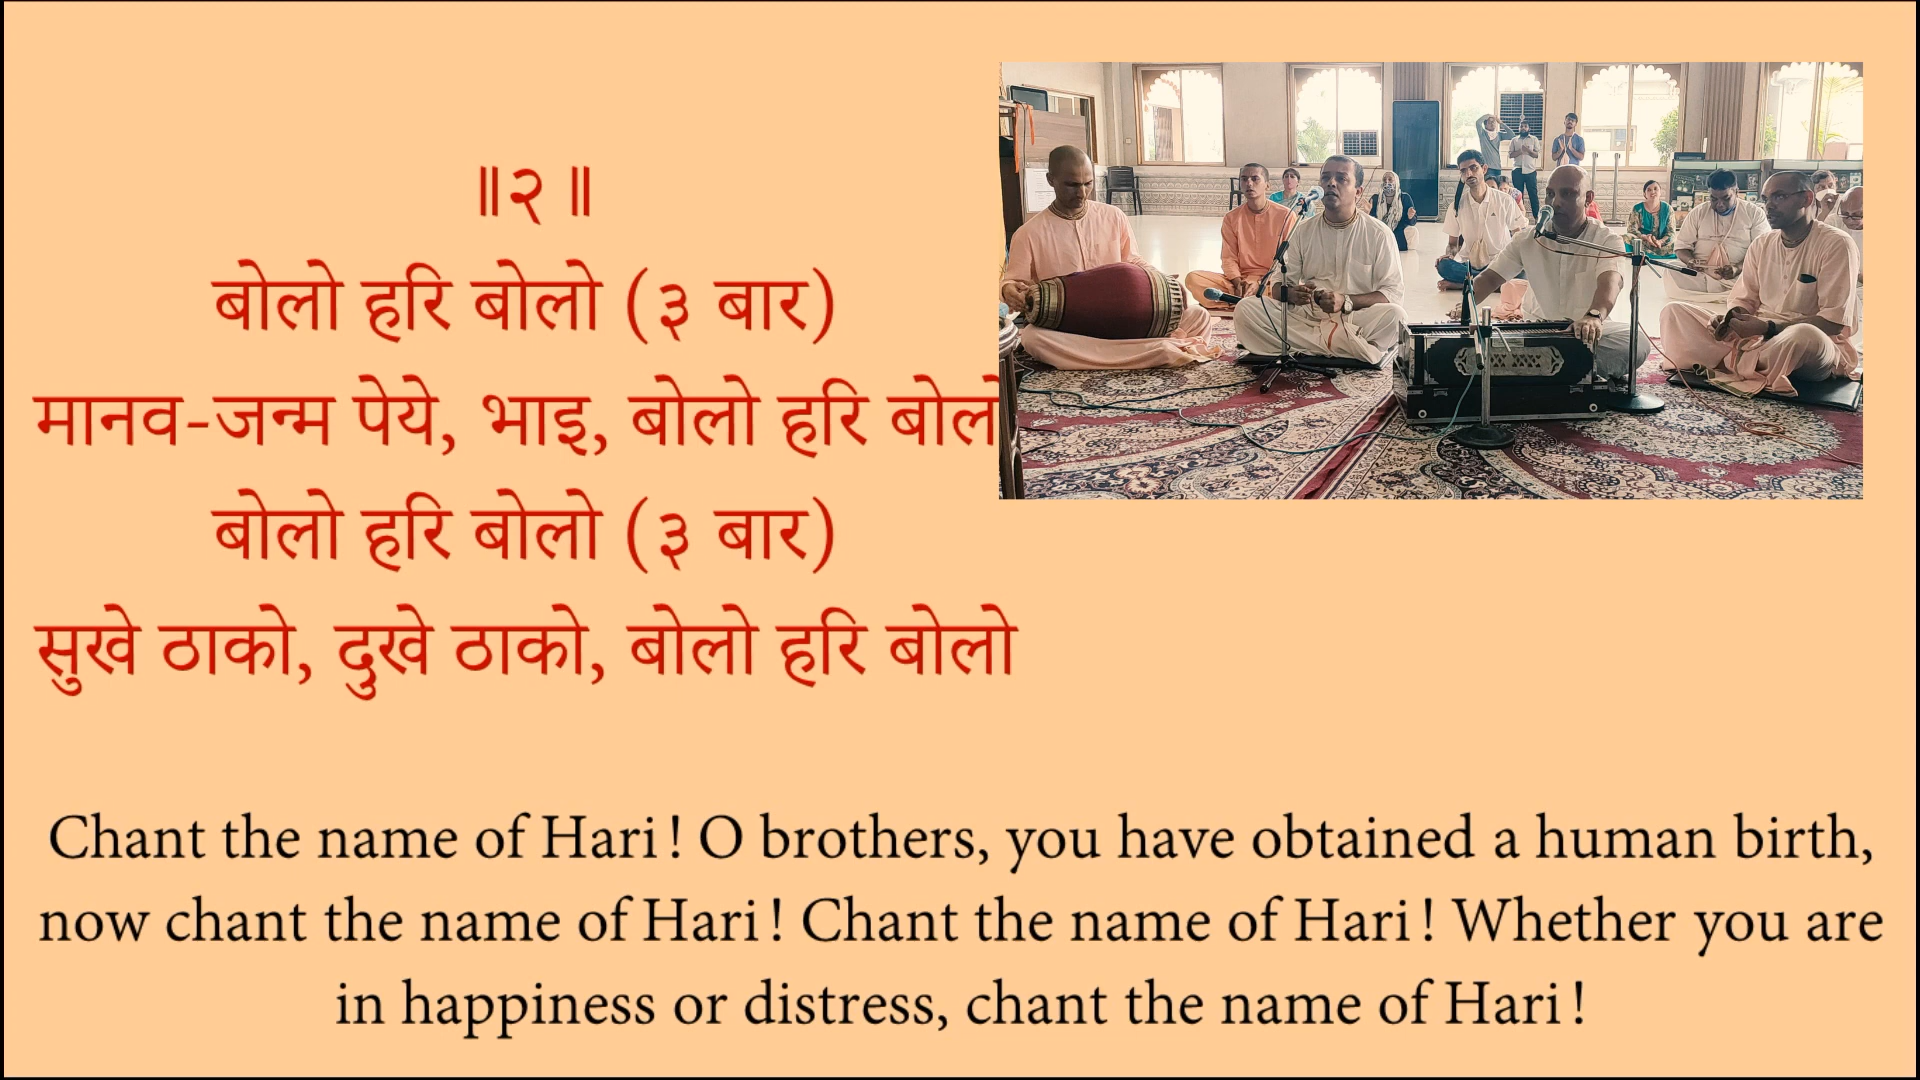 ॥२॥
बोलो हरि बोलो (३ बार)
मानव-जन्म पेये, भाइ, बोलो हरि बोलो
बोलो हरि बोलो (३ बार)
सुखे ठाको, दुखे ठाको, बोलो हरि बोलो
Chant the name of Hari! O brothers, you have obtained a human birth,
now chant the name of Hari! Chant the name of Hari! Whether you are
in happiness or distress, chant the name of Hari!